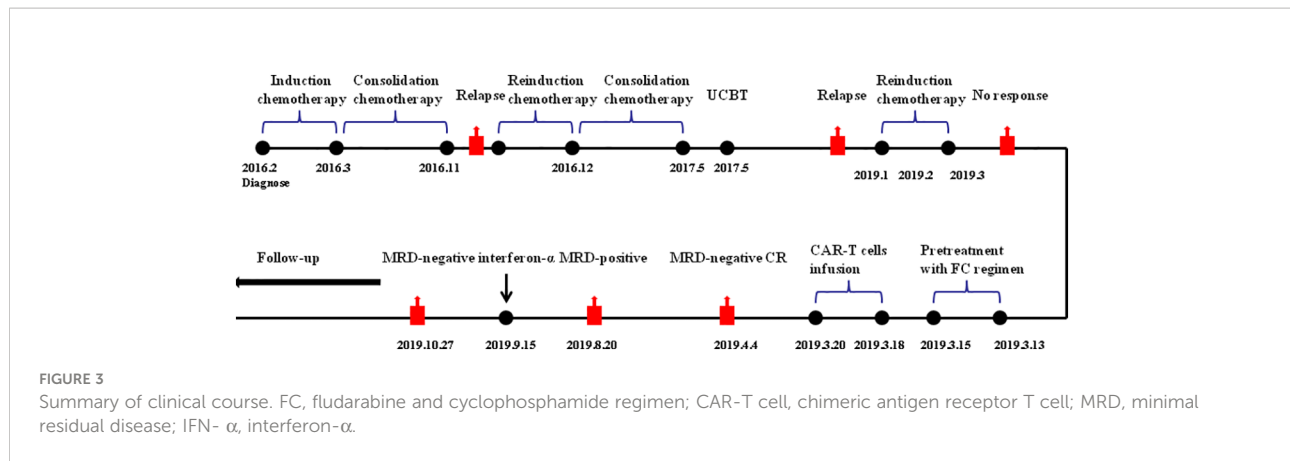 Induction chemotherapy
Consolidation chemotherapy
Relapse
Reinduction chemotherapy
Consolidation chemotherapy
UCBT
Relapse
Reinduction chemotherapy
No response
2016.2
Diagnose
2016.3
2016.11
2016.12
2017.5
2017.5
2019.1
2019.2
2019.3
Follow-up
MRD-negative
interferon-α
MRD-positive
MRD-negative CR
CAR-T cells infusion
Pretreatment with FC regimen
2019.10.27
2019.9.15
2019.8.20
2019.4.4
2019.3.20
2019.3.18
2019.3.15
2019.3.13
FIGURE 3
Summary of clinical course. FC, fludarabine and cyclophosphamide regimen; CAR-T cell, chimeric antigen receptor T cell; MRD, minimal
residual disease; IFN- α, interferon-α.